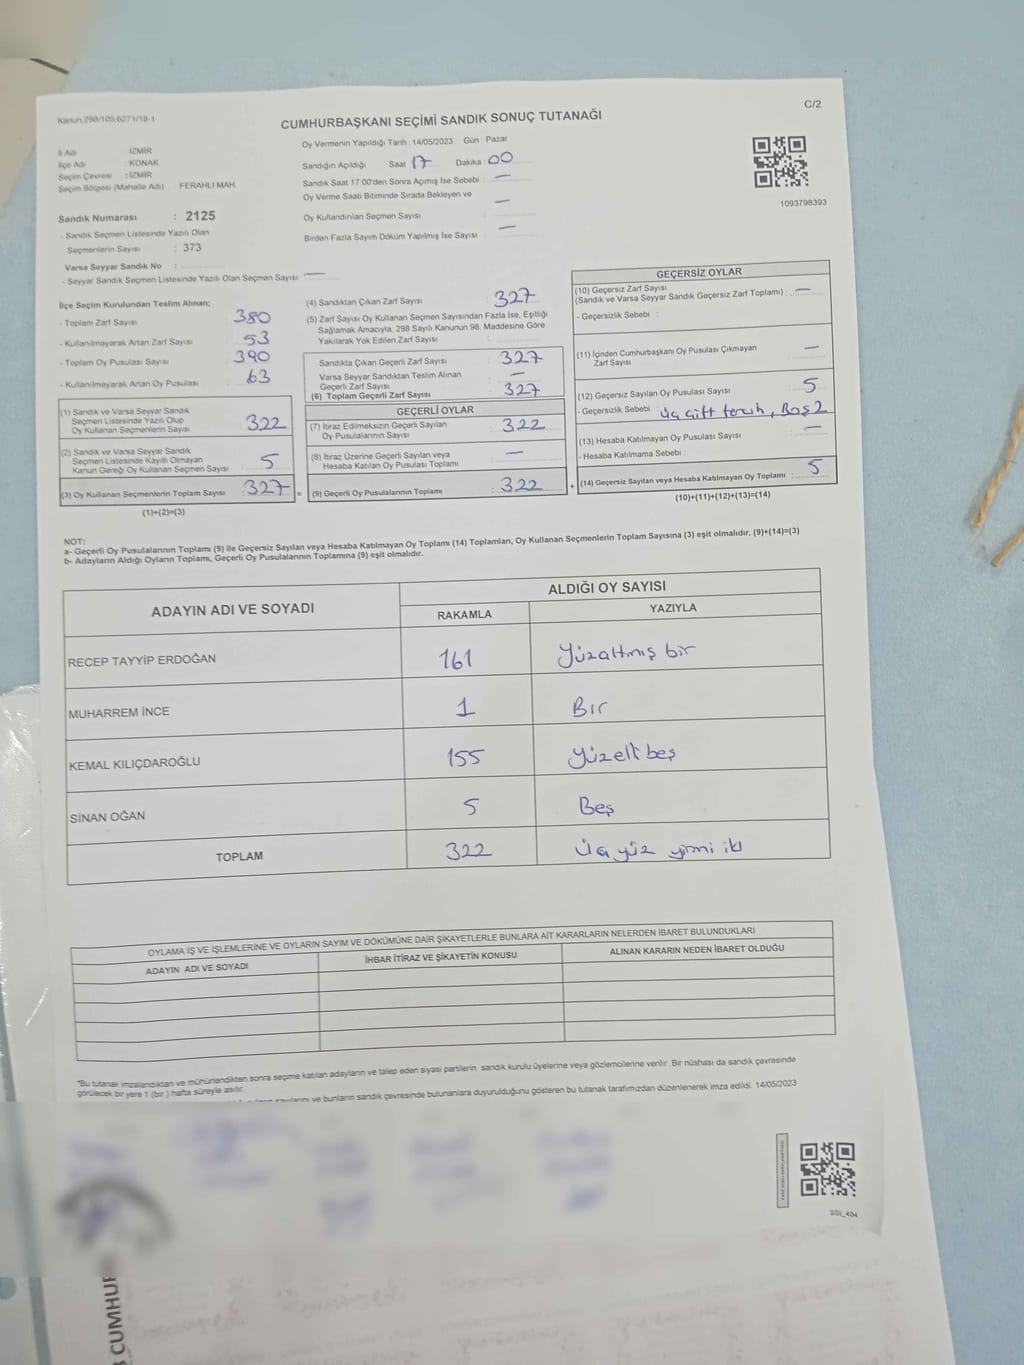 Kanun:298/105,6271/18-1
C/2
CUMHURBAŞKANI SEÇİMİ SANDIK SONUÇ TUTANAĞI
İl Adı : İZMİR
İlçe Adı : KONAK
Seçim Çevresi : İZMİR
Seçim Bölgesi (Mahalle Adı) : FERAHLI MAH.
Oy Vermenin Yapıldığı Tarih : 14/05/2023 Gün : Pazar
Sandığın Açıldığı Saat 17 Dakika 00
Sandık Saat 17:00'den Sonra Açılmış İse Sebebi : —
Oy Verme Saati Bitiminde Sırada Bekleyen ve
Oy Kullandırılan Seçmen Sayısı —
Birden Fazla Sayım Döküm Yapılmış İse Sayısı : —
1093798393
Sandık Numarası : 2125
- Sandık Seçmen Listesinde Yazılı Olan
Seçmenlerin Sayısı : 373
Varsa Seyyar Sandık No :
- Seyyar Sandık Seçmen Listesinde Yazılı Olan Seçmen Sayısı : —
İlçe Seçim Kurulundan Teslim Alınan;
- Toplam Zarf Sayısı : 380
- Kullanılmayarak Artan Zarf Sayısı : 53
- Toplam Oy Pusulası Sayısı : 390
- Kullanılmayarak Artan Oy Pusulası : 63
(1) Sandık ve Varsa Seyyar Sandık
Seçmen Listesinde Yazılı Olup
Oy Kullanan Seçmenlerin Sayısı : 322
(2) Sandık ve Varsa Seyyar Sandık
Seçmen Listesinde Kayıtlı Olmayan
Kanun Gereği Oy Kullanan Seçmen Sayısı : 5
(3) Oy Kullanan Seçmenlerin Toplam Sayısı : 327 =
(1)+(2)=(3)
(4) Sandıktan Çıkan Zarf Sayısı : 327
(5) Zarf Sayısı Oy Kullanan Seçmen Sayısından Fazla İse, Eşitliği
Sağlamak Amacıyla; 298 Sayılı Kanunun 98. Maddesine Göre
Yakılarak Yok Edilen Zarf Sayısı :
Sandıkta Çıkan Geçerli Zarf Sayısı : 327
Varsa Seyyar Sandıktan Teslim Alınan
Geçerli Zarf Sayısı : —
(6) Toplam Geçerli Zarf Sayısı : 327
GEÇERLİ OYLAR
(7) İtiraz Edilmeksizin Geçerli Sayılan
Oy Pusulalarının Sayısı : 322
(8) İtiraz Üzerine Geçerli Sayılan veya
Hesaba Katılan Oy Pusulası Toplamı : —
(9) Geçerli Oy Pusulalarının Toplamı : 322 +
GEÇERSİZ OYLAR
(10) Geçersiz Zarf Sayısı
(Sandık ve Varsa Seyyar Sandık Geçersiz Zarf Toplamı) : —
- Geçersizlik Sebebi :
(11) İçinden Cumhurbaşkanı Oy Pusulası Çıkmayan
Zarf Sayısı : —
(12) Geçersiz Sayılan Oy Pusulası Sayısı : 5
- Geçersizlik Sebebi : Üç çift tercih, Boş 2
(13) Hesaba Katılmayan Oy Pusulası Sayısı : —
- Hesaba Katılmama Sebebi :
(14) Geçersiz Sayılan veya Hesaba Katılmayan Oy Toplamı : 5
(10)+(11)+(12)+(13)=(14)
NOT:
a- Geçerli Oy Pusulalarının Toplamı (9) ile Geçersiz Sayılan veya Hesaba Katılmayan Oy Toplamı (14) Toplamları, Oy Kullanan Seçmenlerin Toplam Sayısına (3) eşit olmalıdır. (9)+(14)=(3)
b- Adayların Aldığı Oyların Toplamı, Geçerli Oy Pusulalarının Toplamına (9) eşit olmalıdır.
ADAYIN ADI VE SOYADI ALDIĞI OY SAYISI
RAKAMLA YAZIYLA
RECEP TAYYİP ERDOĞAN 161 Yüzaltmış bir
MUHARREM İNCE 1 Bir
KEMAL KILIÇDAROĞLU 155 Yüzelli beş
SİNAN OĞAN 5 Beş
TOPLAM 322 Üçyüz yirmi iki
OYLAMA İŞ VE İŞLEMLERİNE VE OYLARIN SAYIM VE DÖKÜMÜNE DAİR ŞİKAYETLERLE BUNLARA AİT KARARLARIN NELERDEN İBARET BULUNDUKLARI
ADAYIN ADI VE SOYADI İHBAR İTİRAZ VE ŞİKAYETİN KONUSU ALINAN KARARIN NEDEN İBARET OLDUĞU
*Bu tutanak imzalandıktan ve mühürlendikten sonra seçime katılan adayların ve talep eden siyasi partilerin sandık kurulu üyelerine veya gözlemcilerine verilir. Bir nüshası da sandık çevresinde
görülecek bir yere 1 (bir) hafta süreyle asılır.
ve bunların sandık çevresinde bulunanlara duyurulduğunu gösteren bu tutanak tarafımızdan düzenlenerek imza edildi. 14/05/2023
SSI_404
CUMHUR